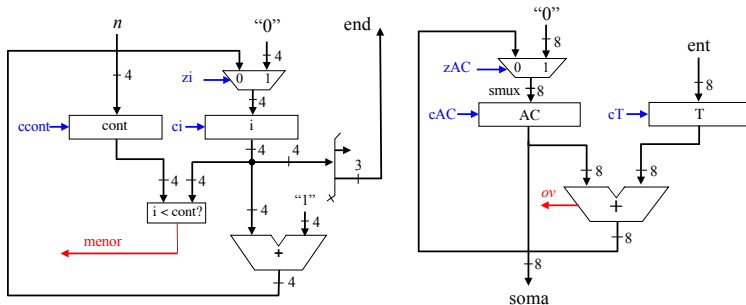 n
“0”
end
4
4
zi
0 1
4
ccont
cont
ci
i
4
4
3
4
4
i < cont?
4
“1”
4
menor
+
4
“0”
ent
8
zAC
0 1
8
smux
8
cAC
AC
cT
T
8
8
ov
+
8
8
soma